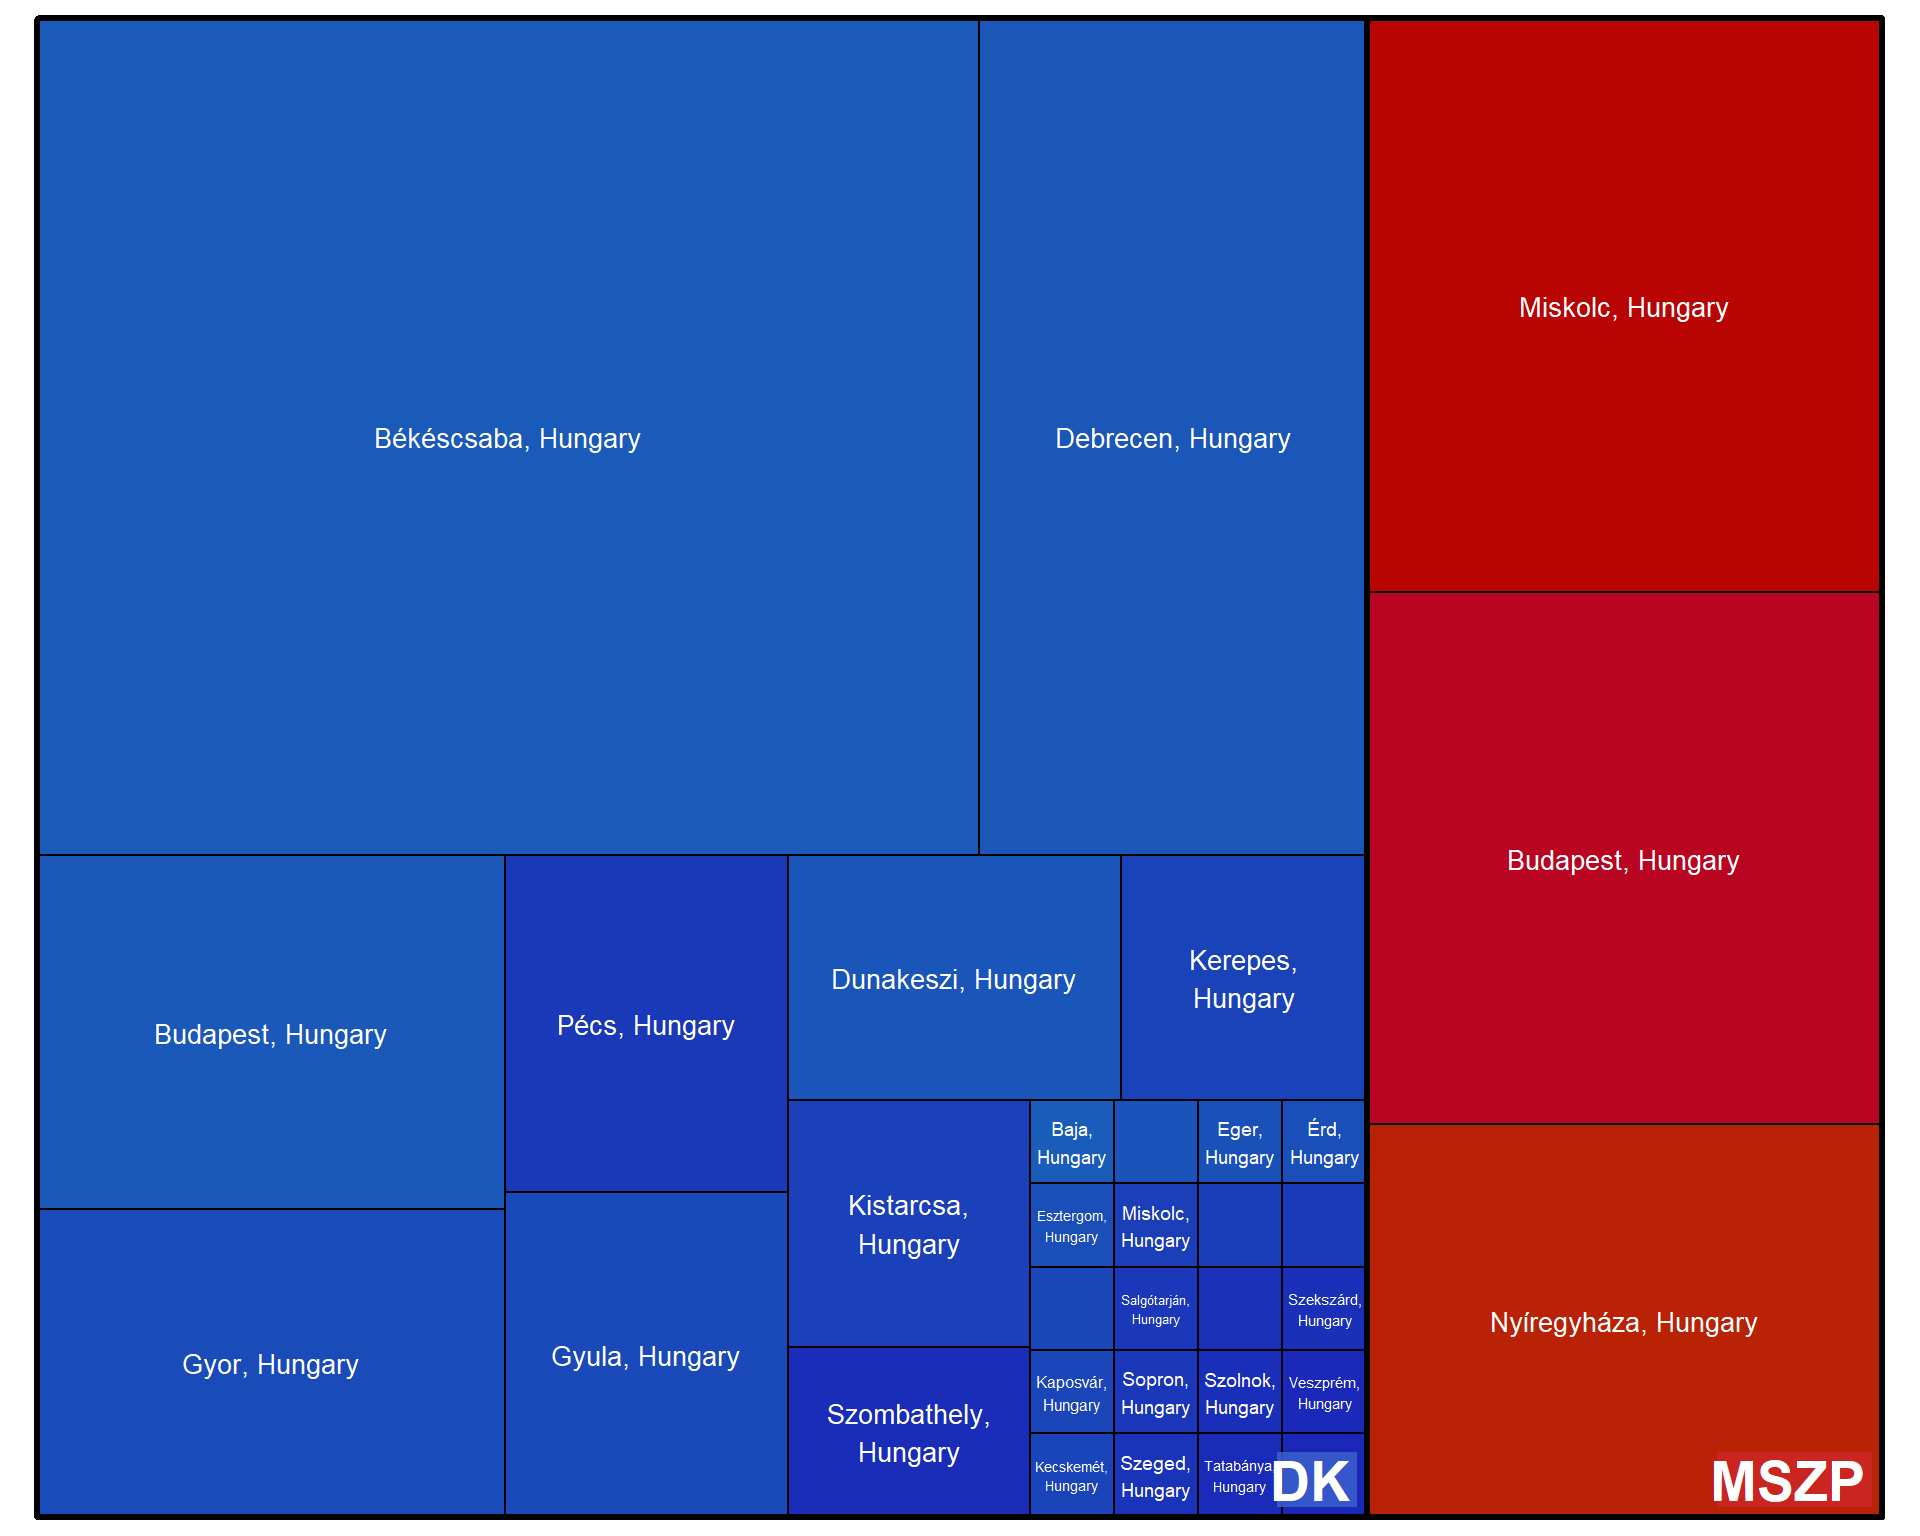 Békéscsaba, Hungary
Debrecen, Hungary
Miskolc, Hungary
Budapest, Hungary
Nyíregyháza, Hungary
MSZP
Budapest, Hungary
Gyor, Hungary
Pécs, Hungary
Gyula, Hungary
Dunakeszi, Hungary
Kerepes,
Hungary
Kistarcsa,
Hungary
Szombathely,
Hungary
Baja,
Hungary
Eger,
Hungary
Érd,
Hungary
Esztergom,
Hungary
Miskolc,
Hungary
Salgótarján,
Hungary
Szekszárd,
Hungary
Kaposvár,
Hungary
Sopron,
Hungary
Szolnok,
Hungary
Veszprém,
Hungary
Kecskemét,
Hungary
Szeged,
Hungary
Tatabánya
Hungary
DK